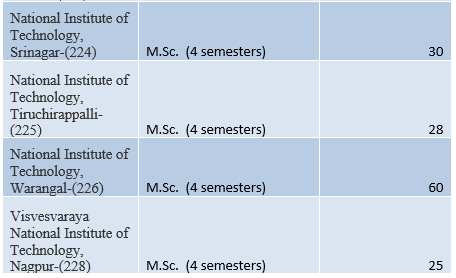 National Institute of
Technology,
Srinagar-(224) M.Sc. (4 semesters) 30
National Institute of
Technology,
Tiruchirappalli-
(225) M.Sc. (4 semesters) 28
National Institute of
Technology,
Warangal-(226) M.Sc. (4 semesters) 60
Visvesvaraya
National Institute of
Technology,
Nagpur-(228) M.Sc. (4 semesters) 25